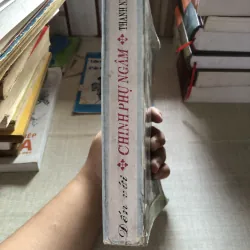 Đến với ✤ CHINH PHỤ NGÂM ✤ THANH